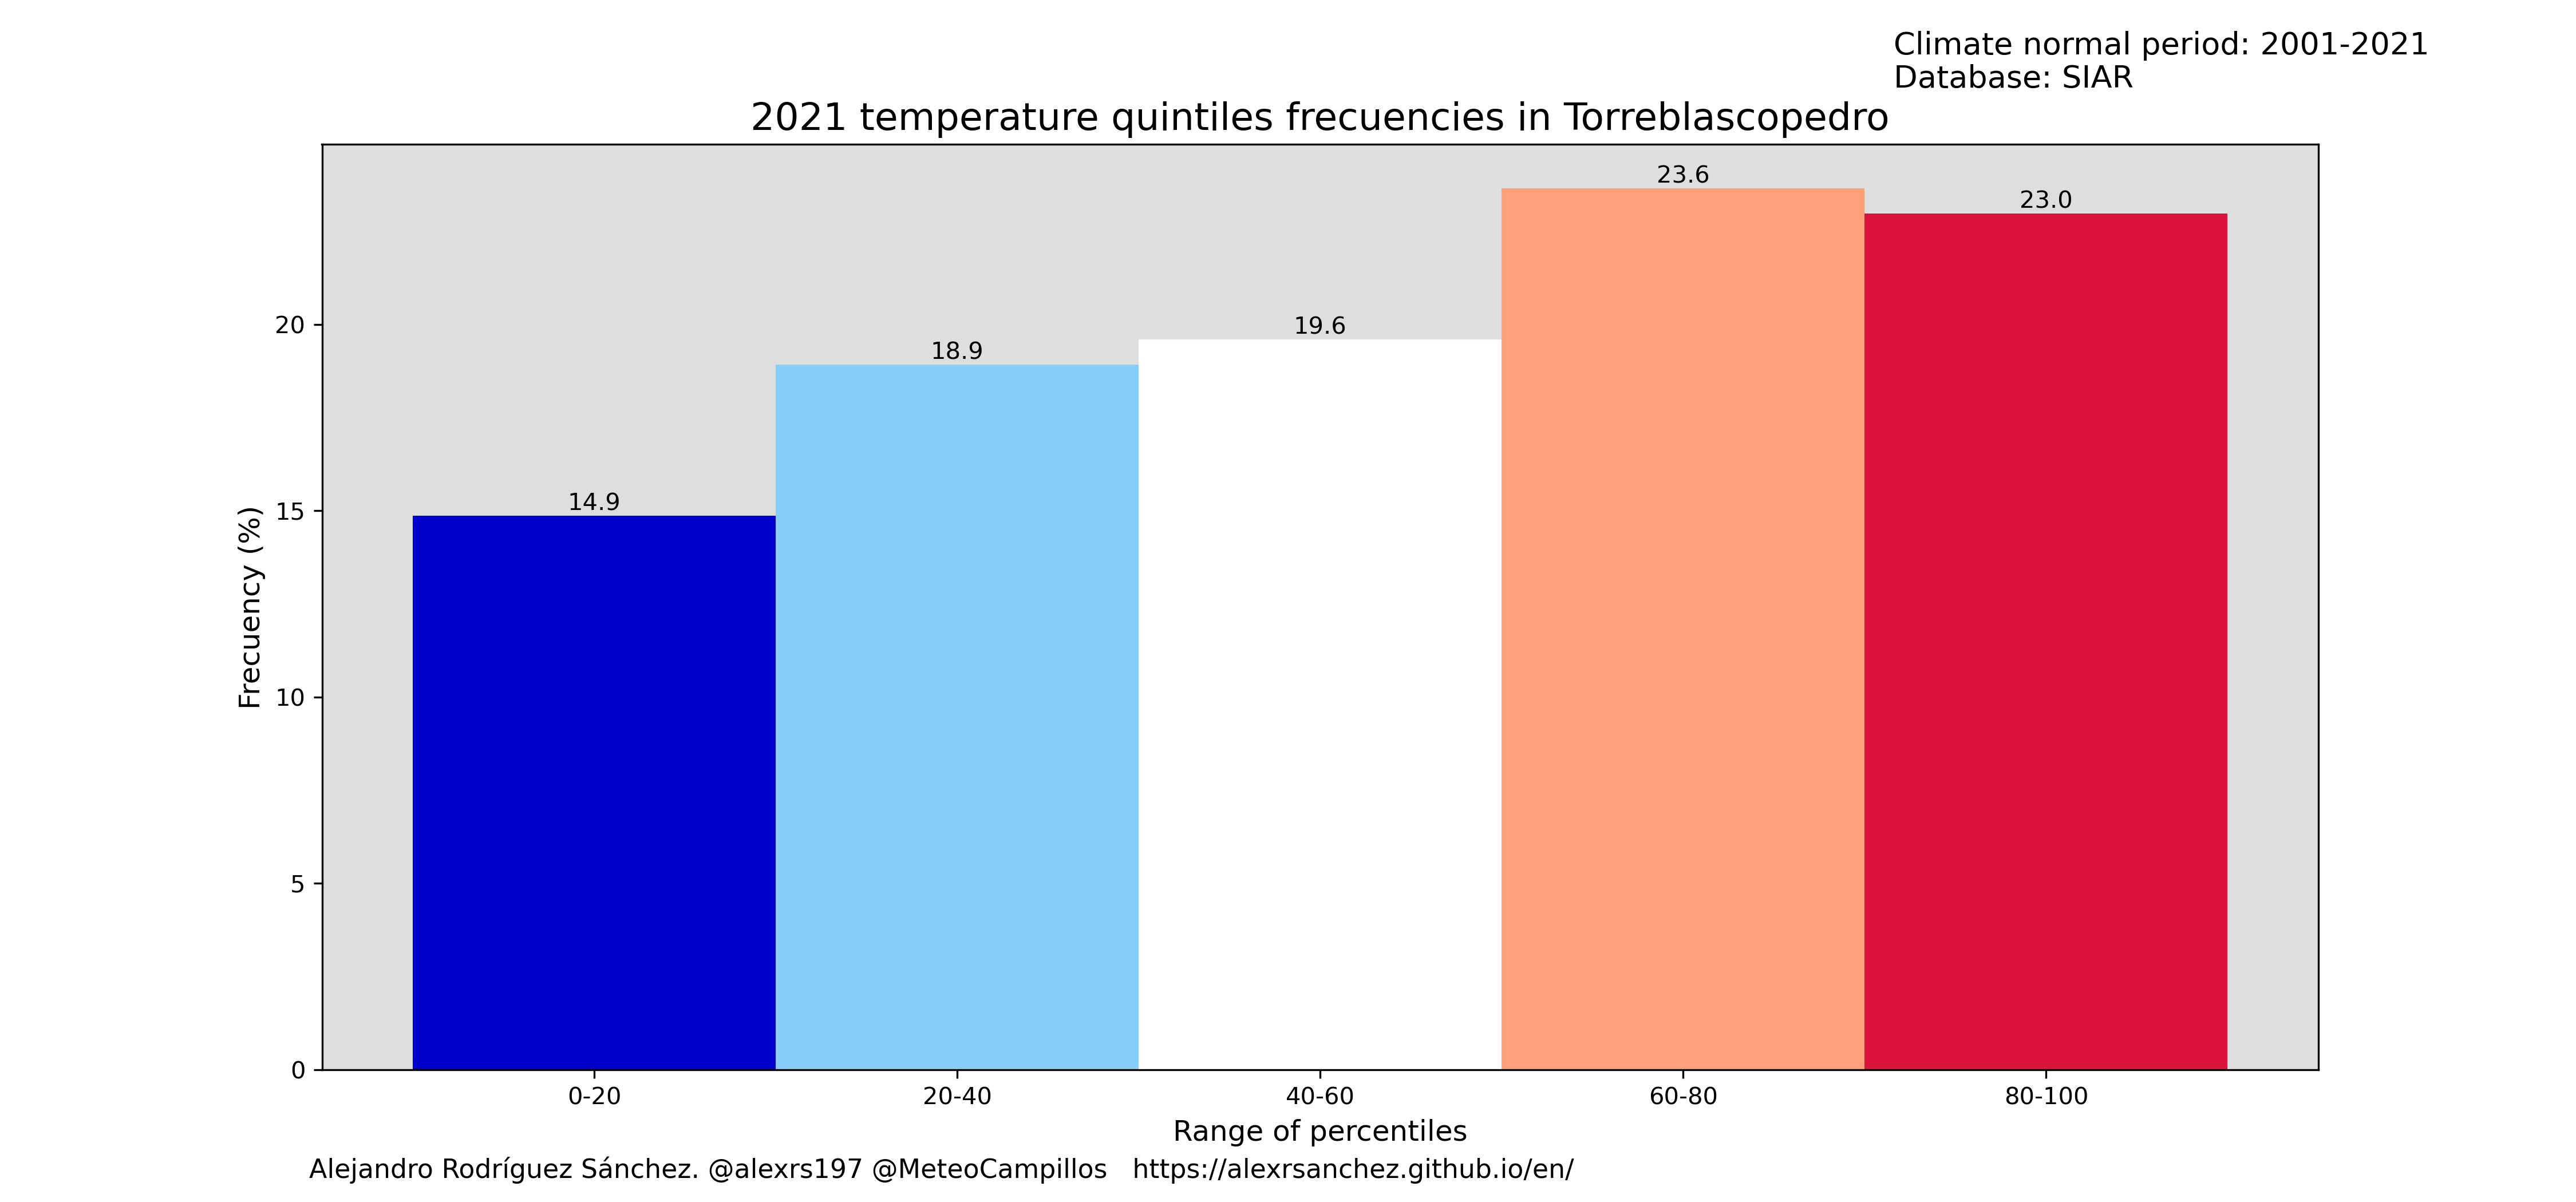 Climate normal period: 2001-2021
Database: SIAR
2021 temperature quintiles frecuencies in Torreblascopedro
23.6
23.0
20
19.6
18.9
15
14.9
Frecuency (%)
10
5
0
0-20 20-40 40-60 60-80 80-100
Range of percentiles
Alejandro Rodríguez Sánchez. @alexrs197 @MeteoCampillos https://alexrsanchez.github.io/en/